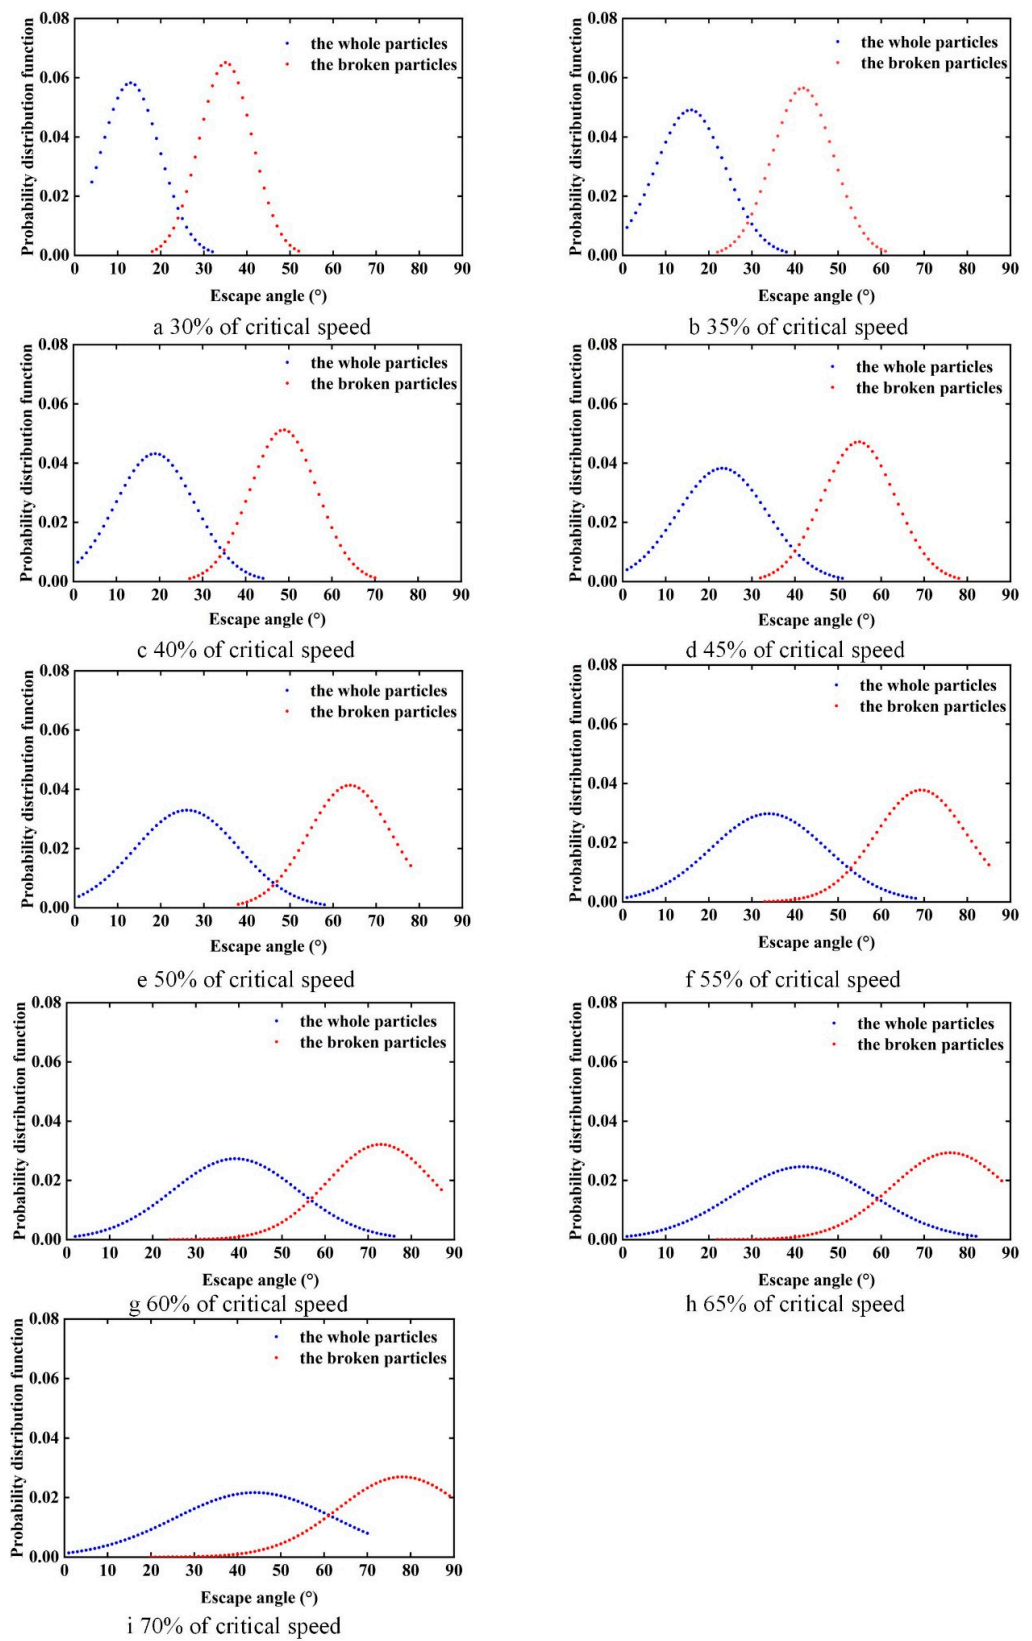 Probability distribution function
0.08
0.06
0.04
0.02
0.00
the whole particles
the broken particles
0 10 20 30 40 50 60 70 80 90
Escape angle (°)
a 30% of critical speed
Probability distribution function
0.08
0.06
0.04
0.02
0.00
the whole particles
the broken particles
0 10 20 30 40 50 60 70 80 90
Escape angle (°)
b 35% of critical speed
Probability distribution function
0.08
0.06
0.04
0.02
0.00
the whole particles
the broken particles
0 10 20 30 40 50 60 70 80 90
Escape angle (°)
c 40% of critical speed
Probability distribution function
0.08
0.06
0.04
0.02
0.00
the whole particles
the broken particles
0 10 20 30 40 50 60 70 80 90
Escape angle (°)
d 45% of critical speed
Probability distribution function
0.08
0.06
0.04
0.02
0.00
the whole particles
the broken particles
0 10 20 30 40 50 60 70 80 90
Escape angle (°)
e 50% of critical speed
Probability distribution function
0.08
0.06
0.04
0.02
0.00
the whole particles
the broken particles
0 10 20 30 40 50 60 70 80 90
Escape angle (°)
f 55% of critical speed
Probability distribution function
0.08
0.06
0.04
0.02
0.00
the whole particles
the broken particles
0 10 20 30 40 50 60 70 80 90
Escape angle (°)
g 60% of critical speed
Probability distribution function
0.08
0.06
0.04
0.02
0.00
the whole particles
the broken particles
0 10 20 30 40 50 60 70 80 90
Escape angle (°)
h 65% of critical speed
Probability distribution function
0.08
0.06
0.04
0.02
0.00
the whole particles
the broken particles
0 10 20 30 40 50 60 70 80 90
Escape angle (°)
i 70% of critical speed